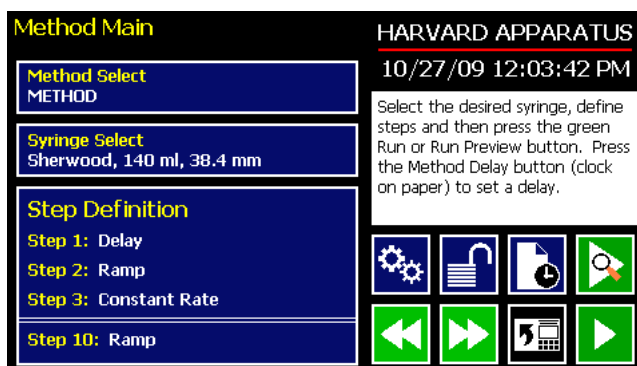 Method Main
Method Select
METHOD
Syringe Select
Sherwood, 140 ml, 38.4 mm
Step Definition
Step 1: Delay
Step 2: Ramp
Step 3: Constant Rate
Step 10: Ramp
HARVARD APPARATUS
10/27/09 12:03:42 PM
Select the desired syringe, define
steps and then press the green
Run or Run Preview button. Press
the Method Delay button (clock
on paper) to set a delay.